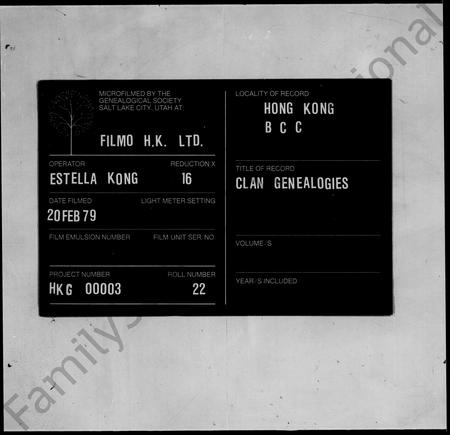 MICROFILMED BY THE
GENEALOGICAL SOCIETY
SALT LAKE CITY, UTAH AT:
FILMO H.K. LTD.
OPERATOR REDUCTION X
ESTELLA KONG 16
DATE FILMED LIGHT METER SETTING
20 FEB 79
FILM EMULSION NUMBER FILM UNIT SER. NO.
PROJECT NUMBER ROLL NUMBER
HKG 00003 22
LOCALITY OF RECORD
HONG KONG
B C C
TITLE OF RECORD
CLAN GENEALOGIES
VOLUME/S
YEAR/S INCLUDED